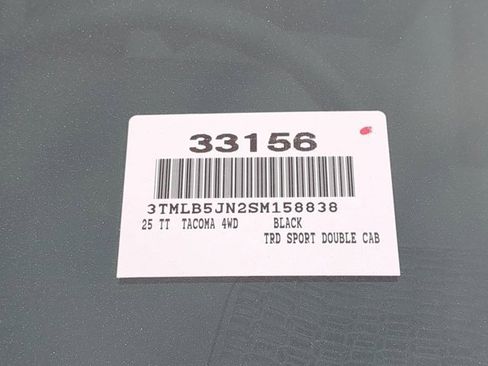 33156
3TMLB5JN2SM158838
25 TT TACOMA 4WD BLACK
TRD SPORT DOUBLE CAB